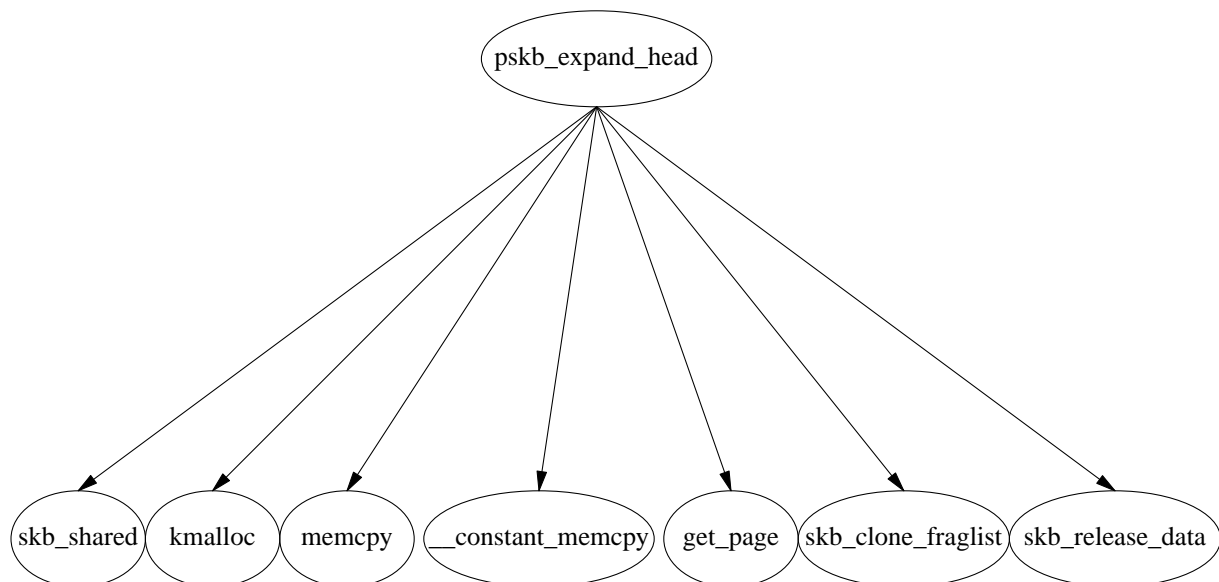 pskb_expand_head
skb_shared
kmalloc
memcpy
__constant_memcpy
get_page
skb_clone_fraglist
skb_release_data